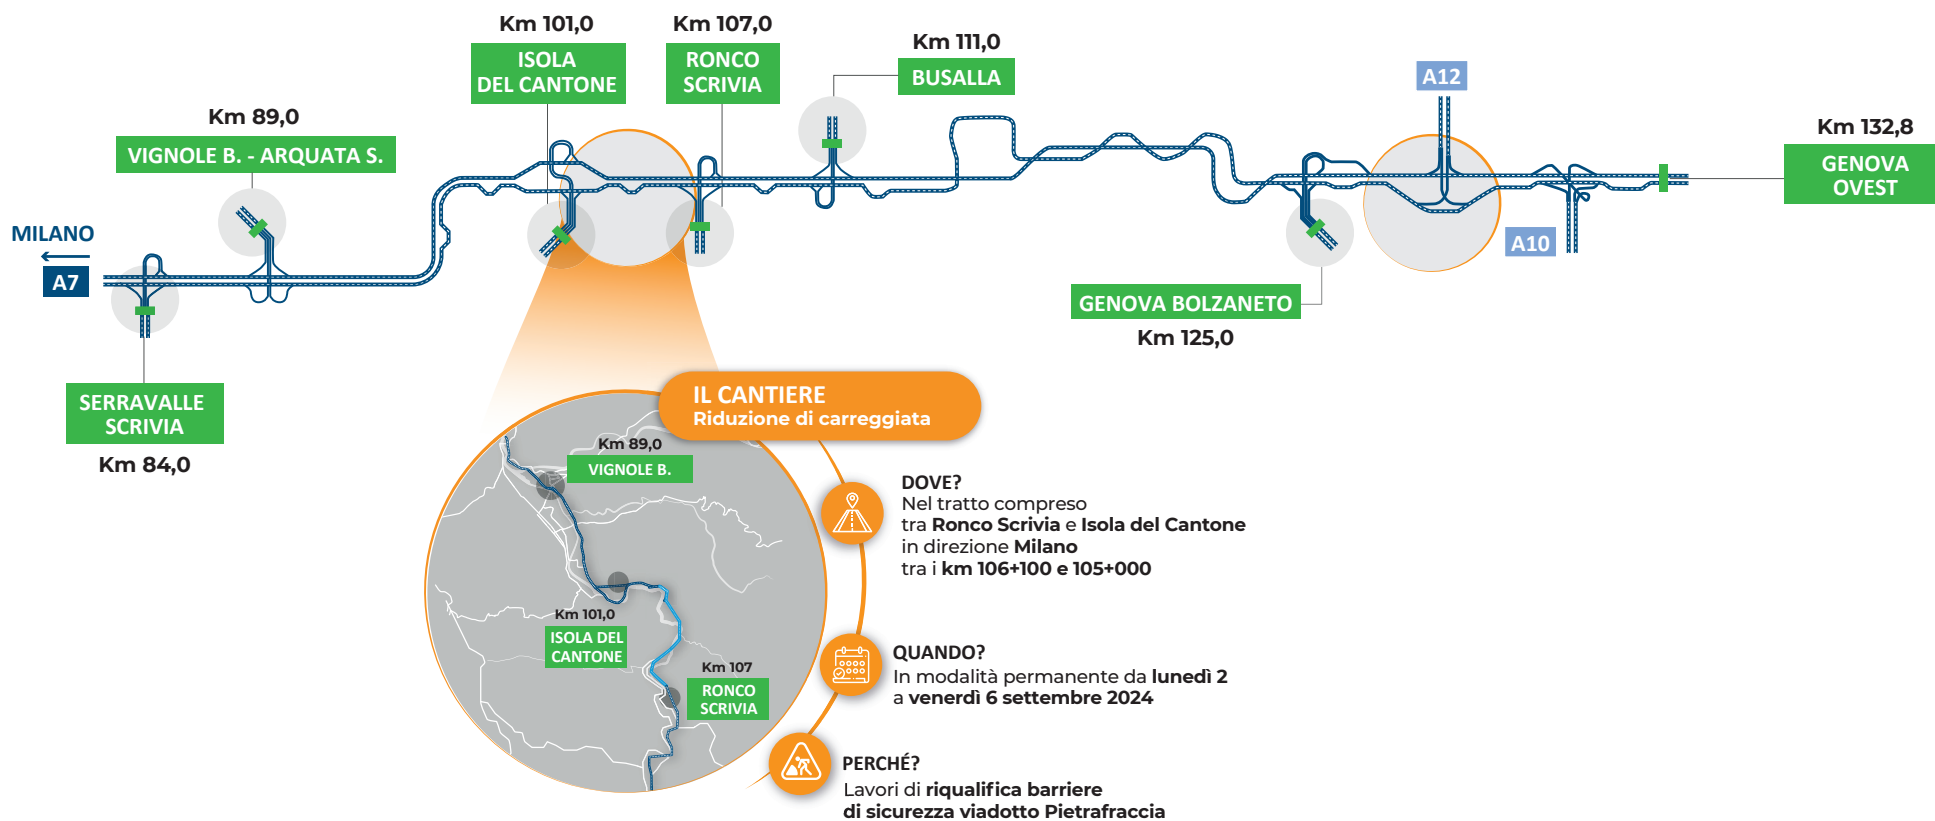 Km 101,0
ISOLA
DEL CANTONE
Km 107,0
RONCO
SCRIVIA
Km 111,0
BUSALLA
A12
Km 89,0
VIGNOLE B. - ARQUATA S.
Km 132,8
GENOVA
OVEST
MILANO
A7
A10
GENOVA BOLZANETO
Km 125,0
SERRAVALLE
SCRIVIA
Km 84,0
IL CANTIERE
Riduzione di carreggiata
Km 89,0
VIGNOLE B.
Km 101,0
ISOLA DEL
CANTONE
Km 107
RONCO
SCRIVIA
DOVE?
Nel tratto compreso
tra Ronco Scrivia e Isola del Cantone
in direzione Milano
tra i km 106+100 e 105+000
QUANDO?
In modalità permanente da lunedì 2
a venerdì 6 settembre 2024
PERCHÉ?
Lavori di riqualifica barriere
di sicurezza viadotto Pietrafraccia